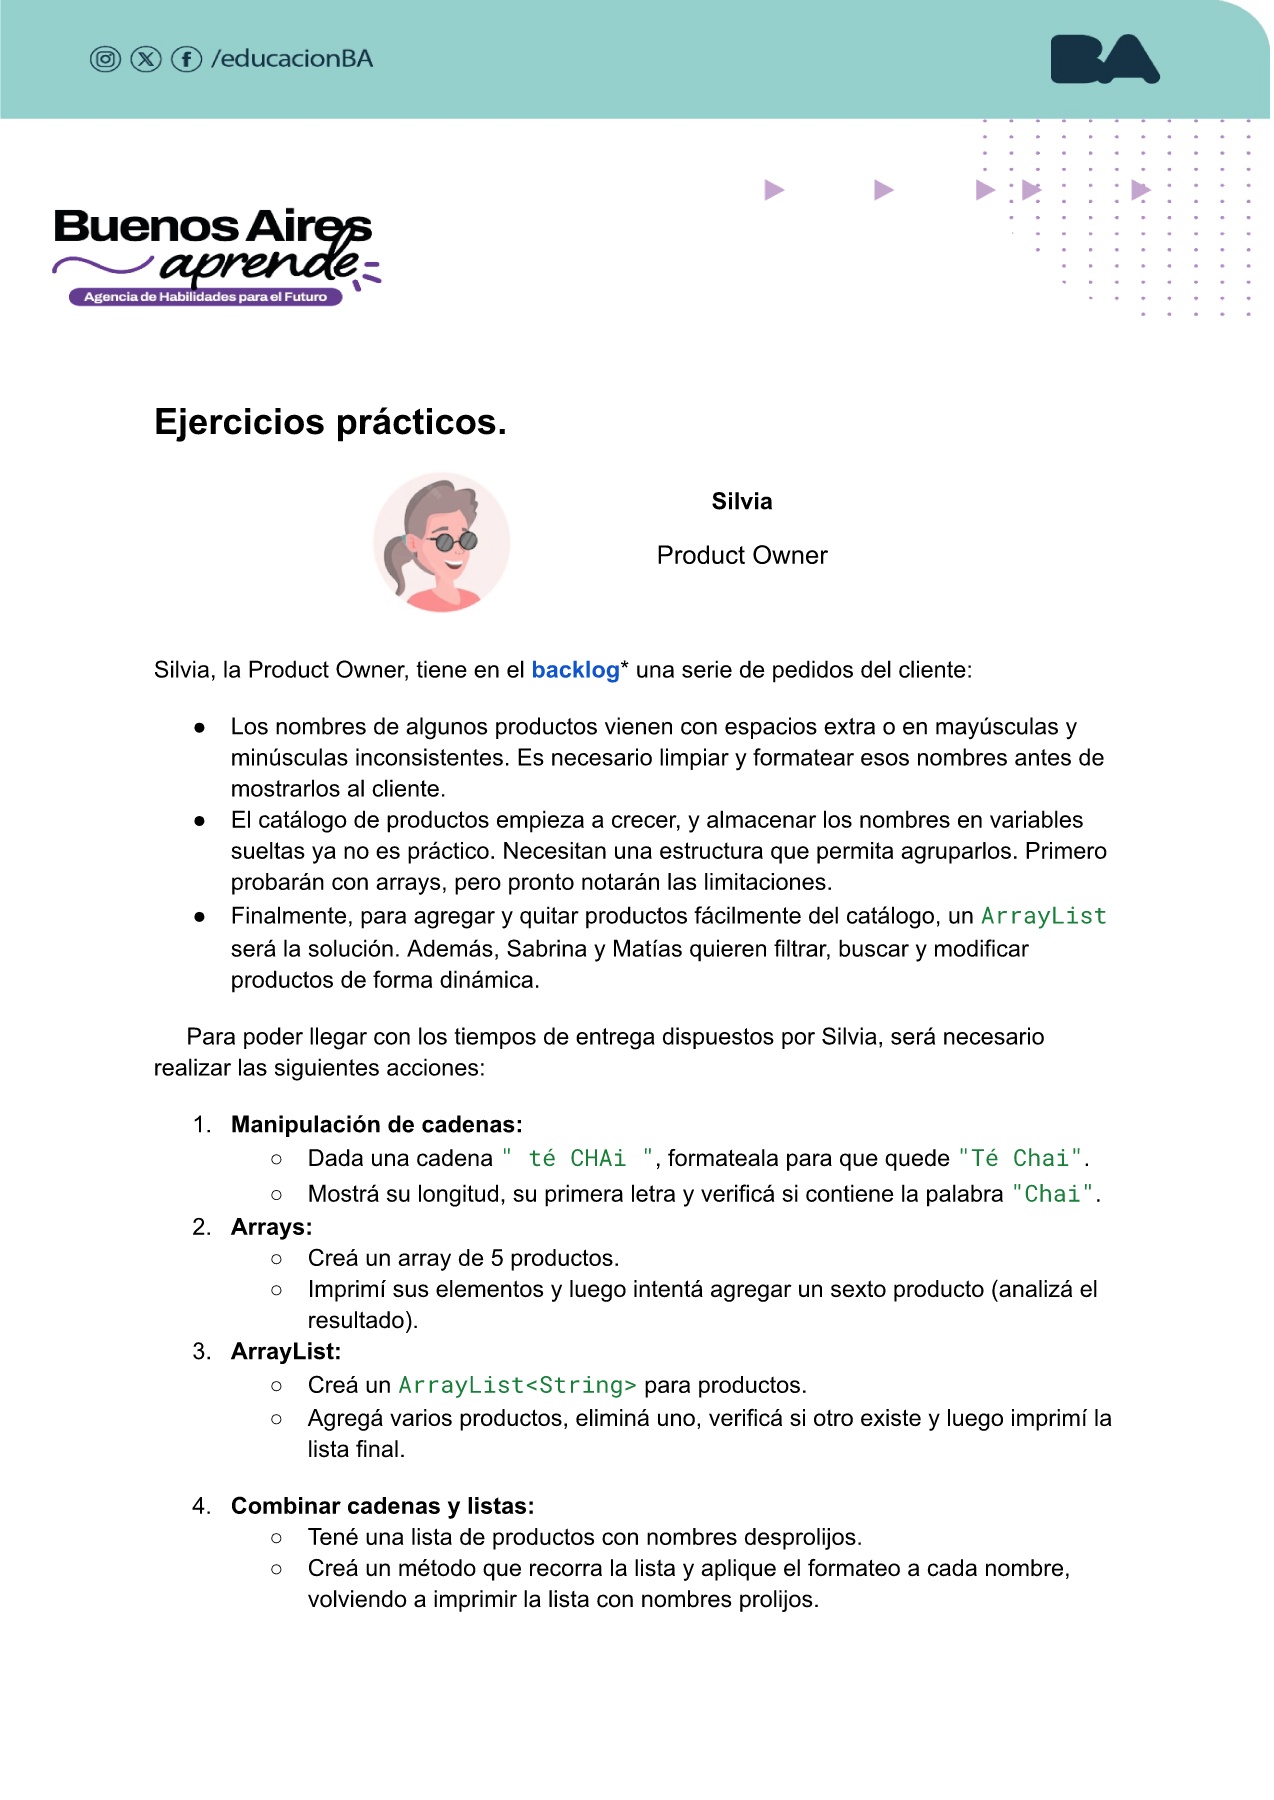 /educacionBA
BA
Buenos Aires
aprende
Agencia de Habilidades para el Futuro
Ejercicios prácticos.
Silvia
Product Owner
Silvia, la Product Owner, tiene en el backlog* una serie de pedidos del cliente:
● Los nombres de algunos productos vienen con espacios extra o en mayúsculas y
minúsculas inconsistentes. Es necesario limpiar y formatear esos nombres antes de
mostrarlos al cliente.
● El catálogo de productos empieza a crecer, y almacenar los nombres en variables
sueltas ya no es práctico. Necesitan una estructura que permita agruparlos. Primero
probarán con arrays, pero pronto notarán las limitaciones.
● Finalmente, para agregar y quitar productos fácilmente del catálogo, un ArrayList
será la solución. Además, Sabrina y Matías quieren filtrar, buscar y modificar
productos de forma dinámica.
Para poder llegar con los tiempos de entrega dispuestos por Silvia, será necesario
realizar las siguientes acciones:
1. Manipulación de cadenas:
○ Dada una cadena " té CHAi ", formateala para que quede "Té Chai".
○ Mostrá su longitud, su primera letra y verificá si contiene la palabra "Chai".
2. Arrays:
○ Creá un array de 5 productos.
○ Imprimí sus elementos y luego intentá agregar un sexto producto (analizá el
resultado).
3. ArrayList:
○ Creá un ArrayList<String> para productos.
○ Agregá varios productos, eliminá uno, verificá si otro existe y luego imprimí la
lista final.
4. Combinar cadenas y listas:
○ Tené una lista de productos con nombres desprolijos.
○ Creá un método que recorra la lista y aplique el formateo a cada nombre,
volviendo a imprimir la lista con nombres prolijos.